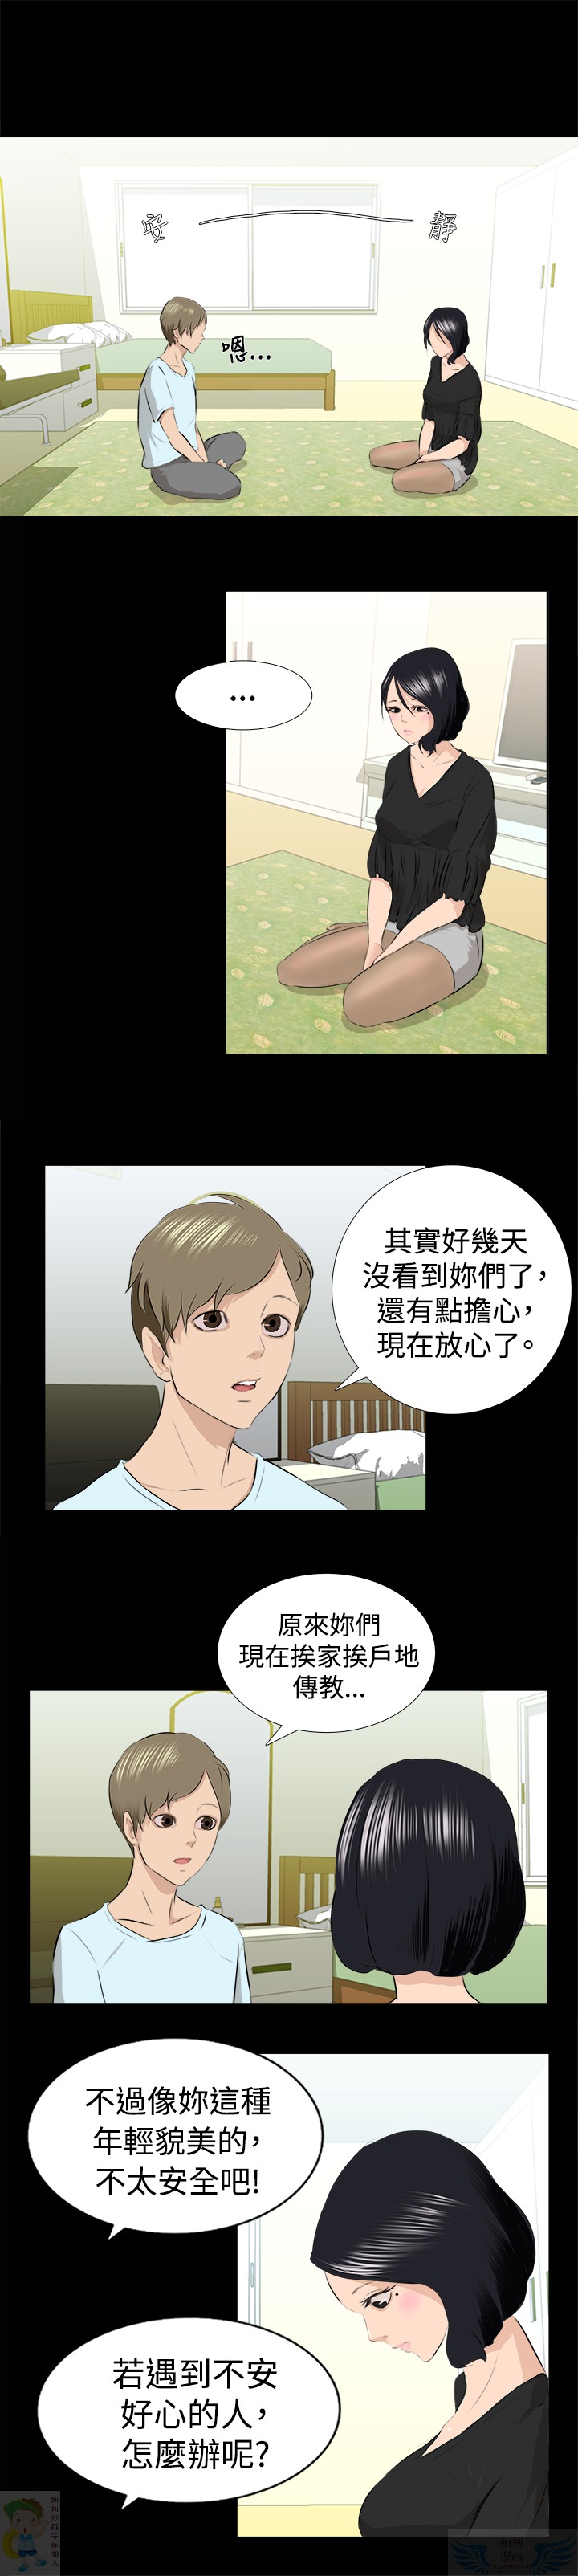 安 靜
嗯...
...
其實好幾天
沒看到妳們了,
還有點擔心,
現在放心了。
原來妳們
現在挨家挨戶地
傳教...
不過像妳這種
年輕貌美的,
不太安全吧!
若遇到不安
好心的人,
怎麼辦呢?